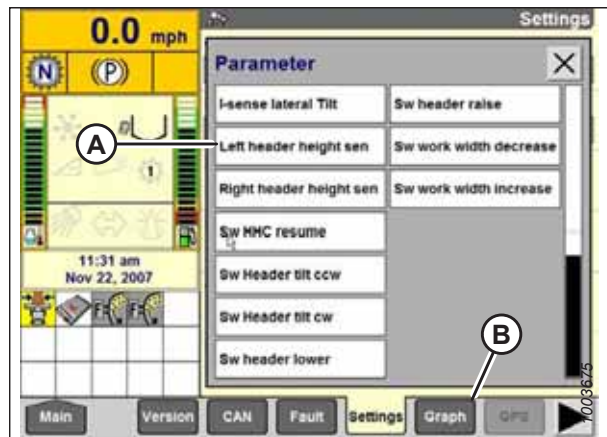 0.0 mph
Settings
N
(P)
Parameter
I-sense lateral Tilt
Sw header raise
D
A
Left header height sen
Sw work width decrease
1
Right header height sen
Sw work width increase
Sw HHC resume
11:31 am
Nov 22, 2007
Sw Header tilt ccw
F
F
Sw Header tilt cw
B
Sw header lower
Main
Version
CAN
Fault
Settings
Graph
GPS
1003675